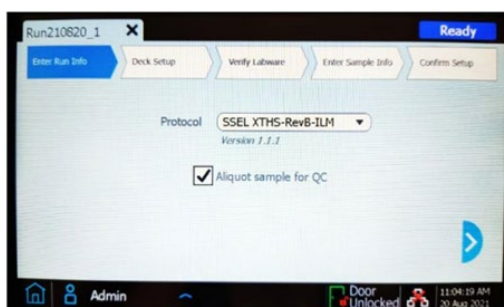 Run210820_1
Ready
Enter Run Info
Deck Setup
Verify Labware
Enter Sample Info
Confirm Setup
Protocol SSEL XTHS-RevB-ILM
Version 1.1.1
Aliquot sample for QC
Admin
Door
Unlocked
11:04:19 AM
20 Aug 2021